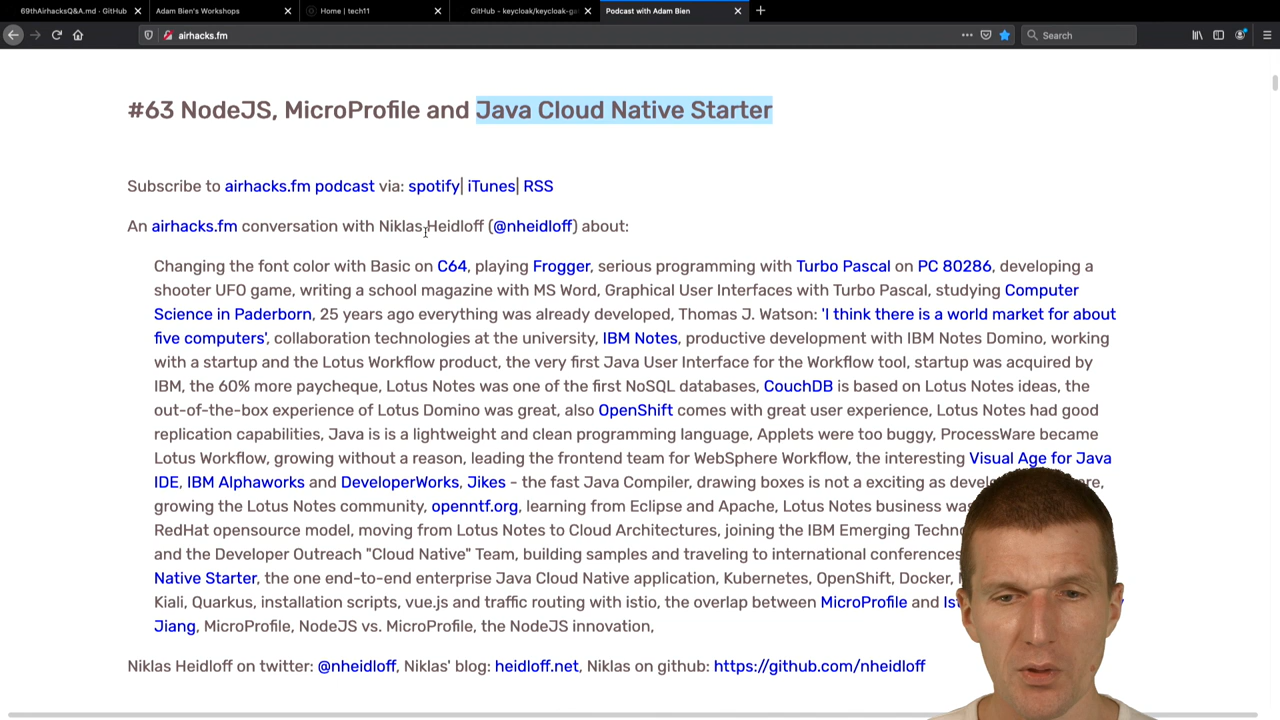 69thAirhacksQ&A.md · GitHub
Adam Bien's Workshops
Home | tech11
GitHub - keycloak/keycloak-ga
Podcast with Adam Bien
airhacks.fm
Search
#63 NodeJS, MicroProfile and Java Cloud Native Starter
Subscribe to airhacks.fm podcast via: spotify| iTunes| RSS
An airhacks.fm conversation with Niklas Heidloff (@nheidloff) about:
Changing the font color with Basic on C64, playing Frogger, serious programming with Turbo Pascal on PC 80286, developing a
shooter UFO game, writing a school magazine with MS Word, Graphical User Interfaces with Turbo Pascal, studying Computer
Science in Paderborn, 25 years ago everything was already developed, Thomas J. Watson: 'I think there is a world market for about
five computers', collaboration technologies at the university, IBM Notes, productive development with IBM Notes Domino, working
with a startup and the Lotus Workflow product, the very first Java User Interface for the Workflow tool, startup was acquired by
IBM, the 60% more paycheque, Lotus Notes was one of the first NoSQL databases, CouchDB is based on Lotus Notes ideas, the
out-of-the-box experience of Lotus Domino was great, also OpenShift comes with great user experience, Lotus Notes had good
replication capabilities, Java is is a lightweight and clean programming language, Applets were too buggy, ProcessWare became
Lotus Workflow, growing without a reason, leading the frontend team for WebSphere Workflow, the interesting Visual Age for Java
IDE, IBM Alphaworks and DeveloperWorks, Jikes - the fast Java Compiler, drawing boxes is not a exciting as
growing the Lotus Notes community, openntf.org, learning from Eclipse and Apache, Lotus Notes business
RedHat opensource model, moving from Lotus Notes to Cloud Architectures, joining the IBM Emerging
and the Developer Outreach "Cloud Native" Team, building samples and traveling to international conferences
Native Starter, the one end-to-end enterprise Java Cloud Native application, Kubernetes, OpenShift, Docker,
Kiali, Quarkus, installation scripts, vue.js and traffic routing with istio, the overlap between MicroProfile and
Jiang, MicroProfile, NodeJS vs. MicroProfile, the NodeJS innovation,
Niklas Heidloff on twitter: @nheidloff, Niklas' blog: heidloff.net, Niklas on github: https://github.com/nheidloff